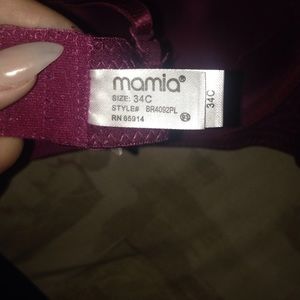 mamia®
SIZE: 34C
STYLE# BR4092PL
RN 65914
34C